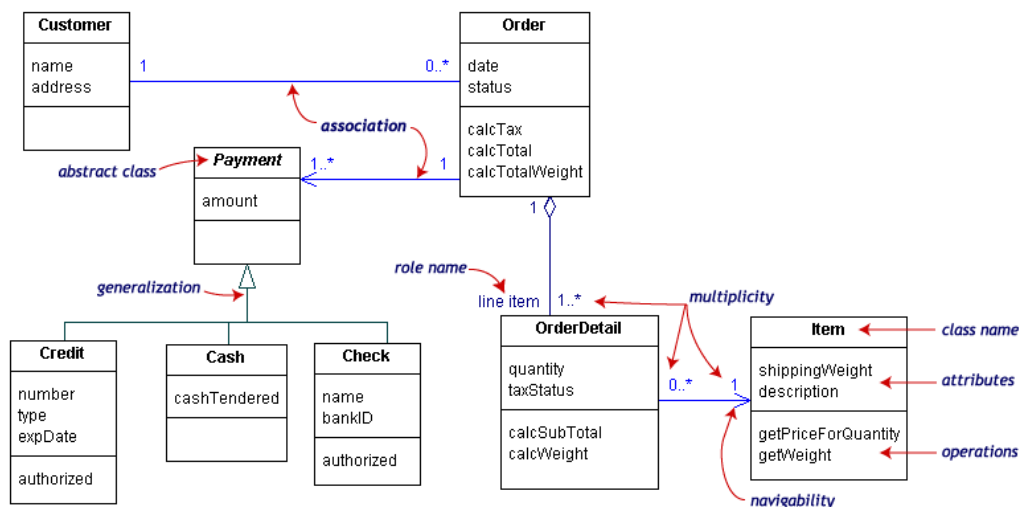 Customer
name
address
1
0..*
Order
date
status
calcTax
calcTotal
calcTotalWeight
association
abstract class
Payment
amount
1..*
1
generalization
1
role name
line item
1..*
multiplicity
Credit
number
type
expDate
authorized
Cash
cashTendered
Check
name
bankID
authorized
OrderDetail
quantity
taxStatus
calcSubTotal
calcWeight
0..*
1
Item
shippingWeight
description
getPriceForQuantity
getWeight
class name
attributes
operations
navigability